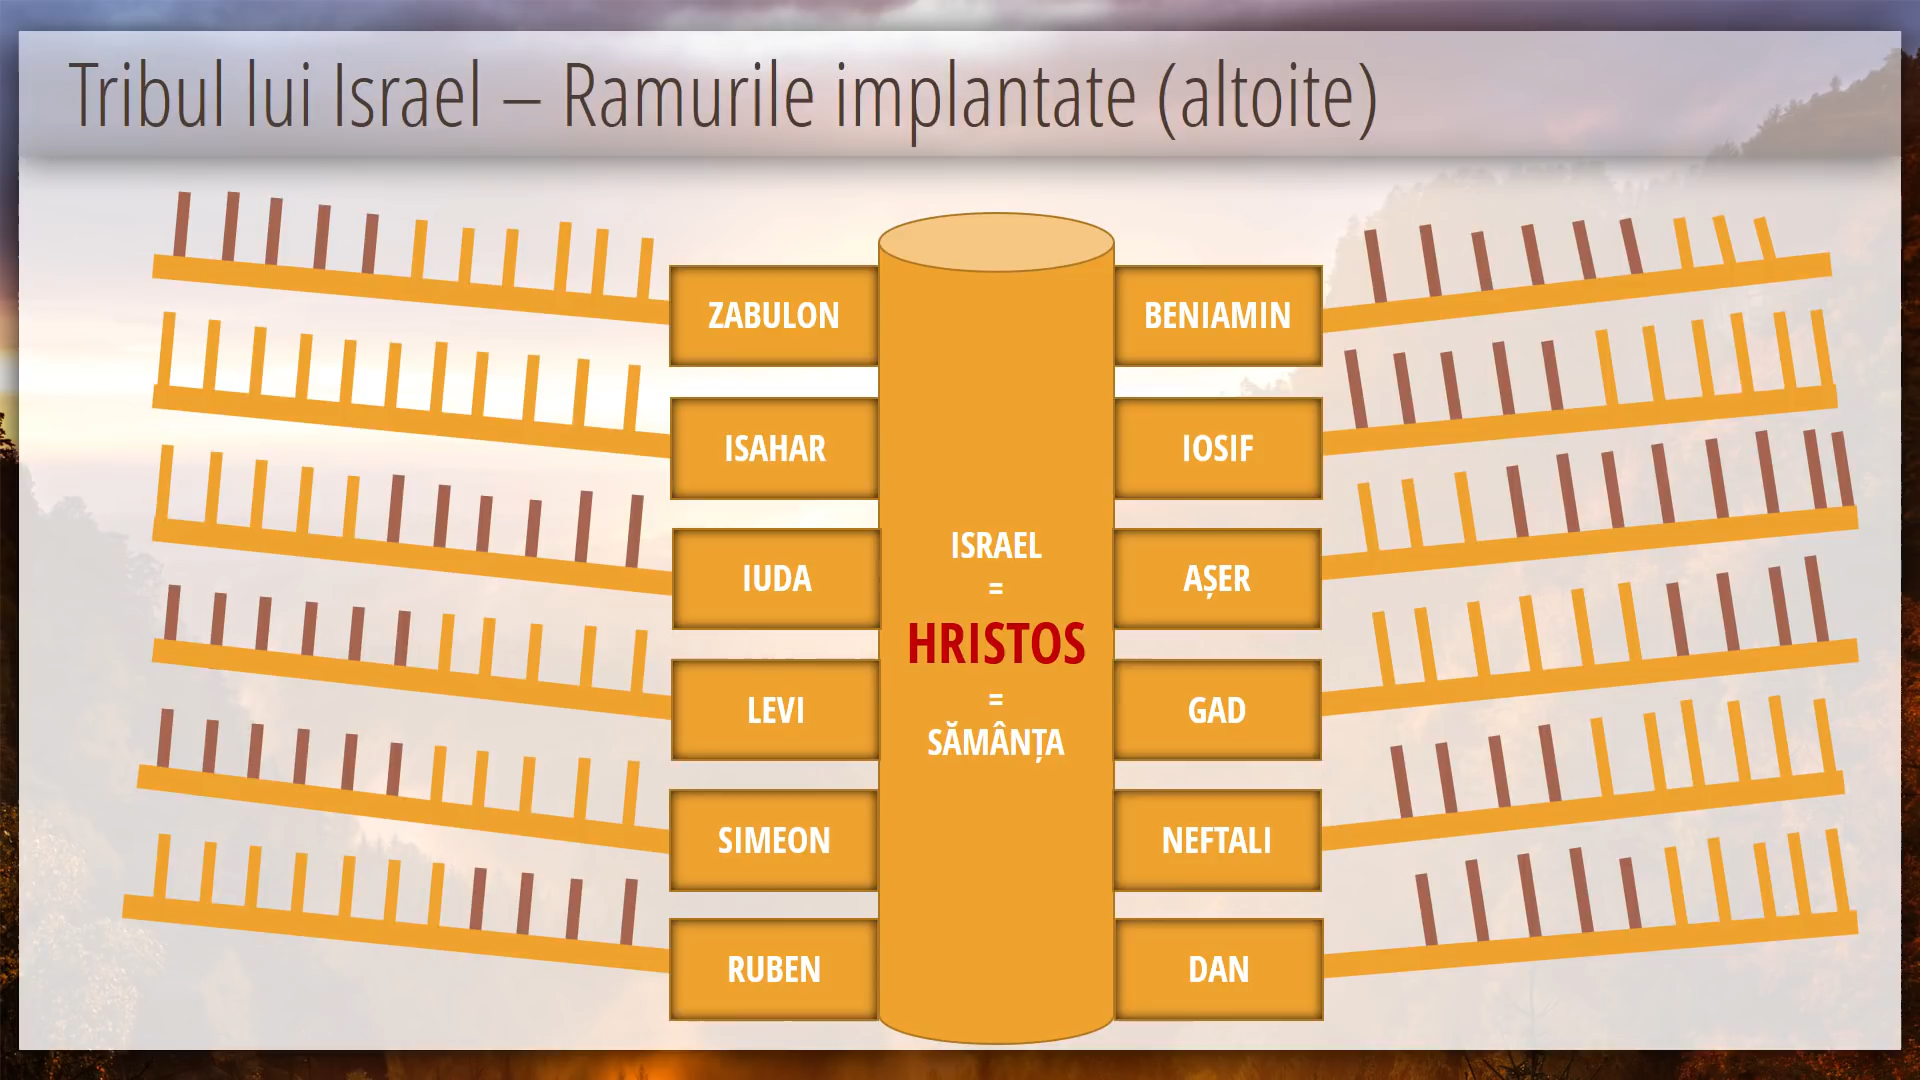 Tribul lui Israel – Ramurile implantate (altoite)
ZABULON
ISAHAR
IUDA
LEVI
SIMEON
RUBEN
ISRAEL
=
HRISTOS
=
SĂMÂNȚA
BENIAMIN
IOSIF
AȘER
GAD
NEFTALI
DAN